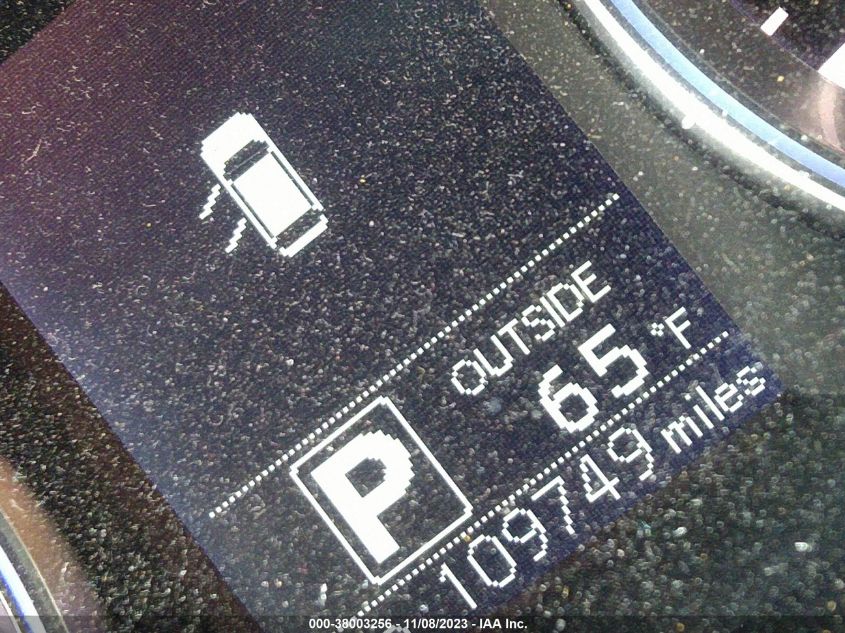 OUTSIDE
65 °F
P
109749 miles
000-38003256 - 11/08/2023 - IAA Inc.